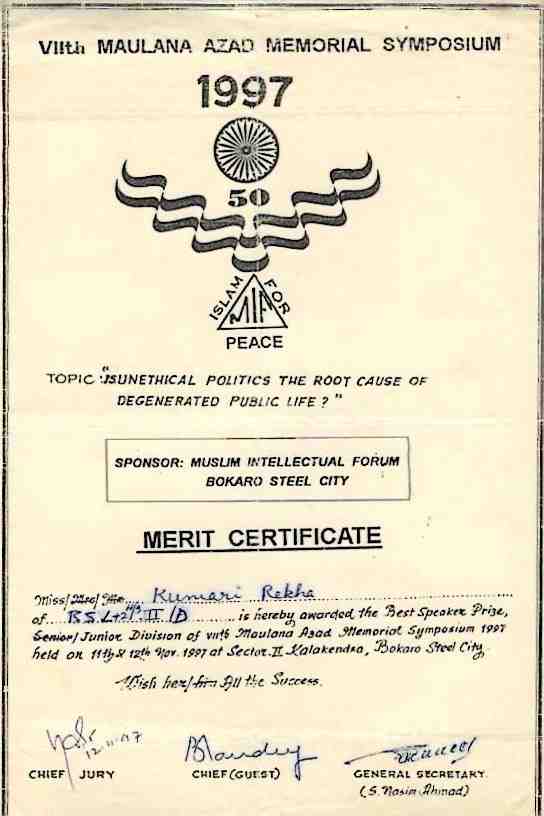 VIIth MAULANA AZAD MEMORIAL SYMPOSIUM
1997
50
ISLAM FOR
MIF
PEACE
TOPIC "ISUNETHICAL POLITICS THE ROOT CAUSE OF
DEGENERATED PUBLIC LIFE ? "
SPONSOR: MUSLIM INTELLECTUAL FORUM
BOKARO STEEL CITY
MERIT CERTIFICATE
Miss/ Mrs/ Mr. Kumari Rekha
of B.S.L +2 H/S II /D is hereby awarded the Best Speaker Prize,
Senior/ Junior Division of VIIth Maulana Azad Memorial Symposium 1997
held on 11th & 12th Nov. 1997 at Sector. II Kalakendra, Bokaro Steel City.
Wish her/him All the Success.
12-11-97
CHIEF JURY
CHIEF (GUEST)
GENERAL SECRETARY.
(S. Nasim Ahmad)